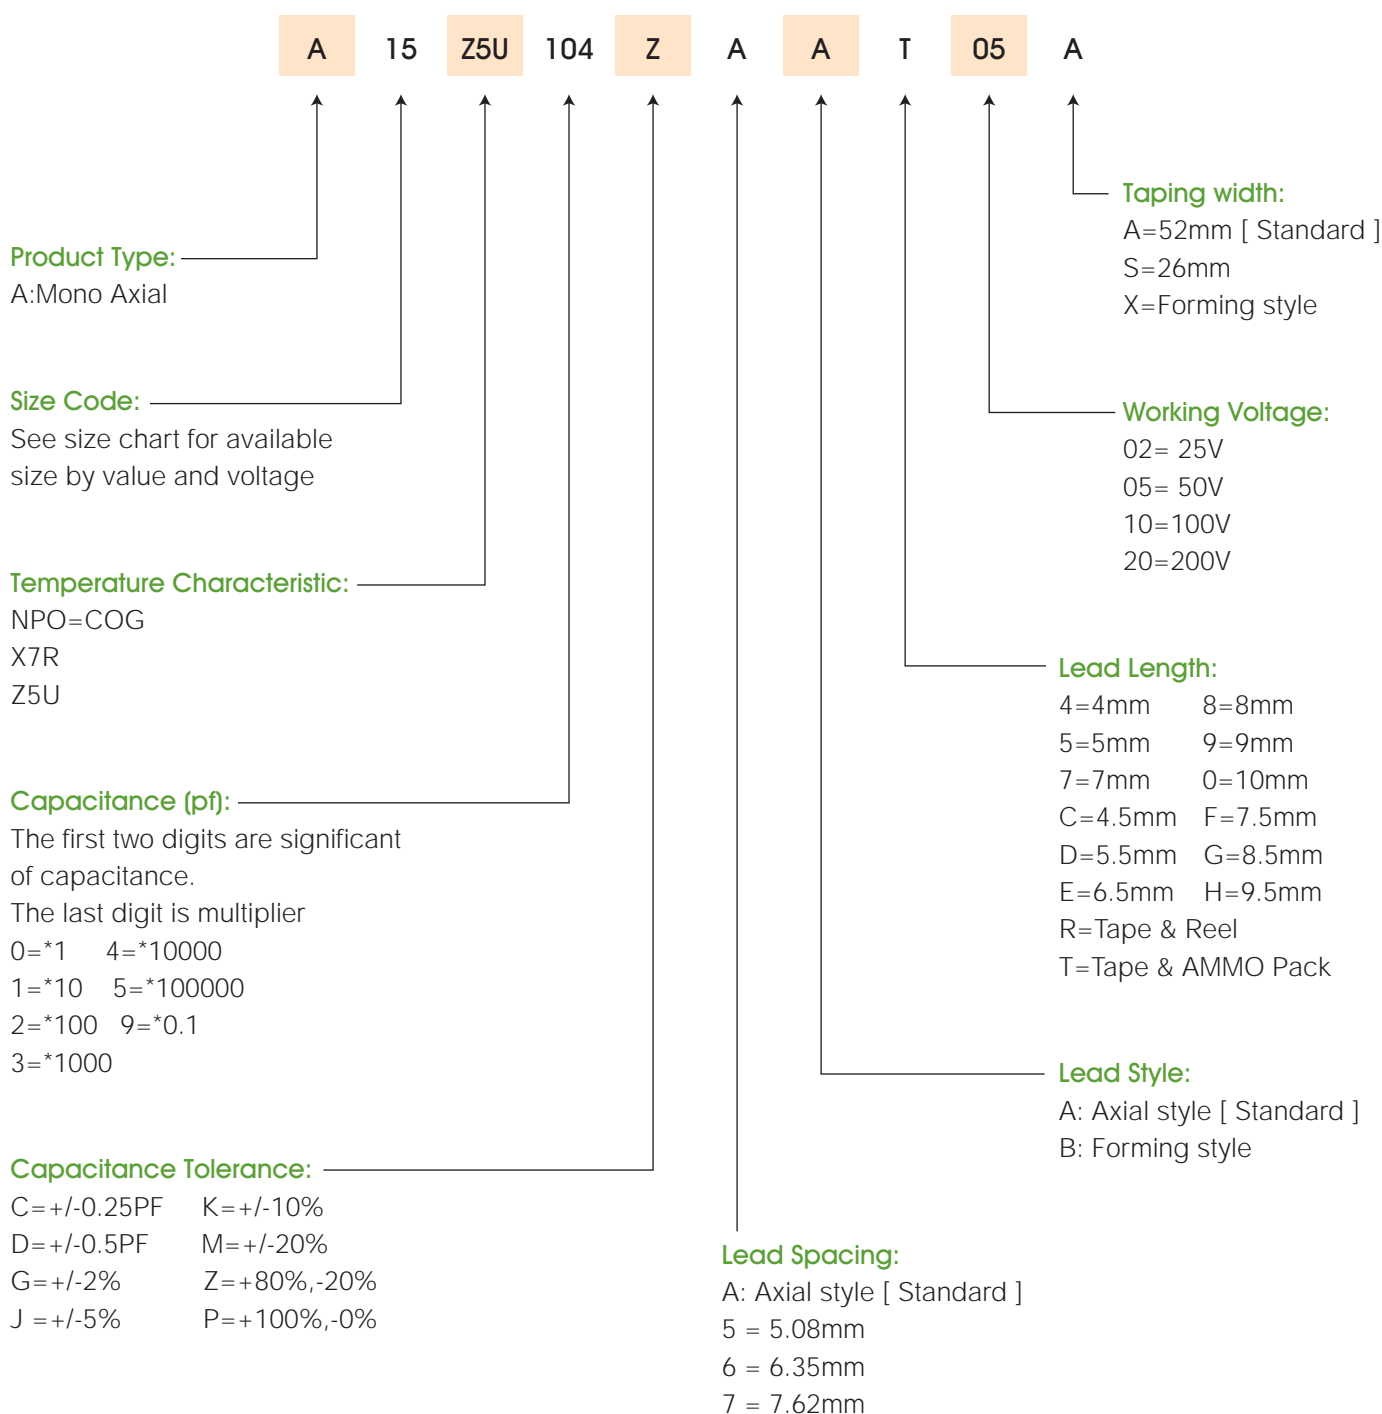 A 15 Z5U 104 Z A A T 05 A
Product Type:
A:Mono Axial
Size Code:
See size chart for available
size by value and voltage
Temperature Characteristic:
NPO=COG
X7R
Z5U
Capacitance (pf):
The first two digits are significant
of capacitance.
The last digit is multiplier
0=*1 4=*10000
1=*10 5=*100000
2=*100 9=*0.1
3=*1000
Capacitance Tolerance:
C=+/-0.25PF K=+/-10%
D=+/-0.5PF M=+/-20%
G=+/-2% Z=+80%,-20%
J =+/-5% P=+100%,-0%
Taping width:
A=52mm [ Standard ]
S=26mm
X=Forming style
Working Voltage:
02= 25V
05= 50V
10=100V
20=200V
Lead Length:
4=4mm 8=8mm
5=5mm 9=9mm
7=7mm 0=10mm
C=4.5mm F=7.5mm
D=5.5mm G=8.5mm
E=6.5mm H=9.5mm
R=Tape & Reel
T=Tape & AMMO Pack
Lead Style:
A: Axial style [ Standard ]
B: Forming style
Lead Spacing:
A: Axial style [ Standard ]
5 = 5.08mm
6 = 6.35mm
7 = 7.62mm